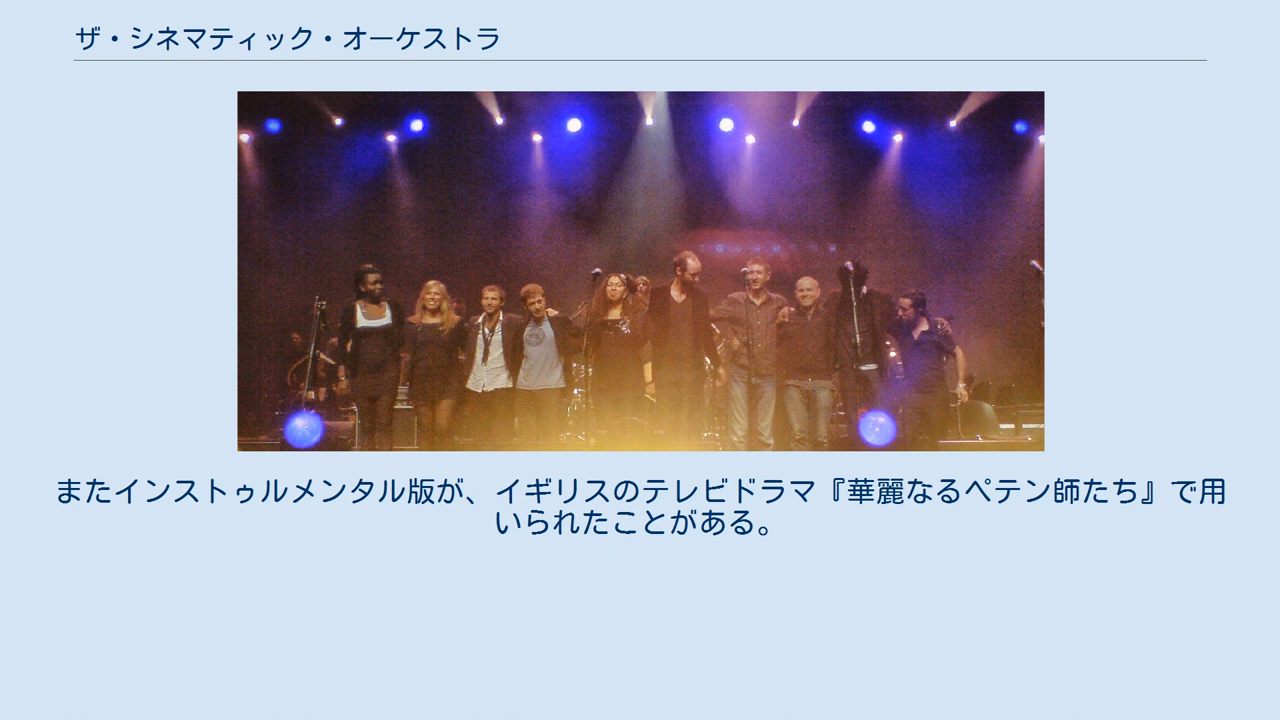 ザ・シネマティック・オーケストラ
またインストゥルメンタル版が、イギリスのテレビドラマ『華麗なるペテン師たち』で用
いられたことがある。